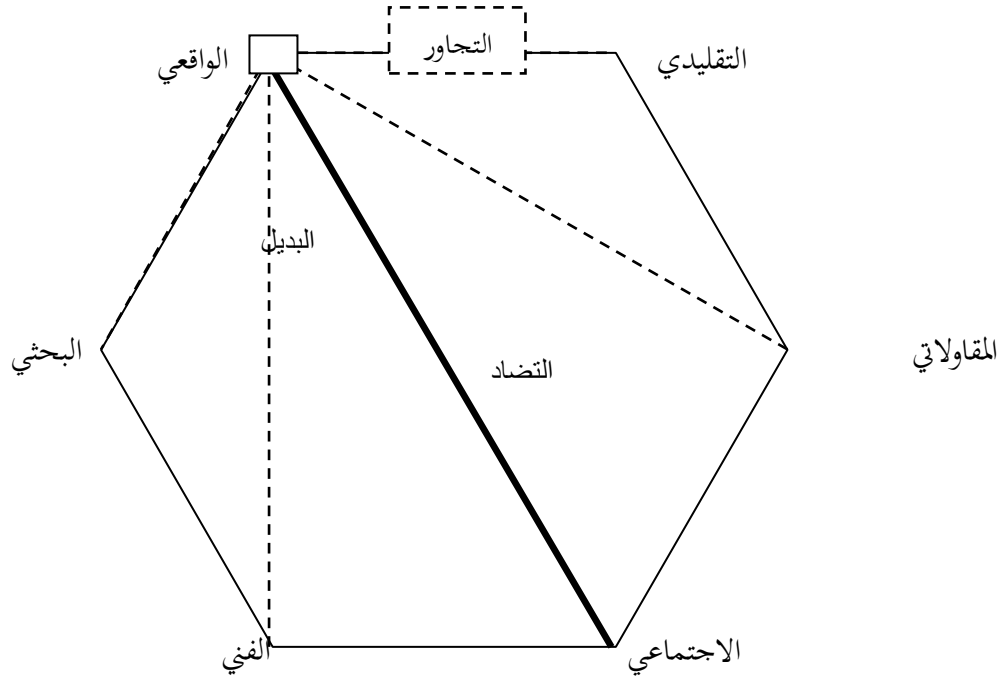 التجاور
التقليدي
الواقعي
البديل
المقاولاتي
البحثي
التضاد
الاجتماعي
الفني